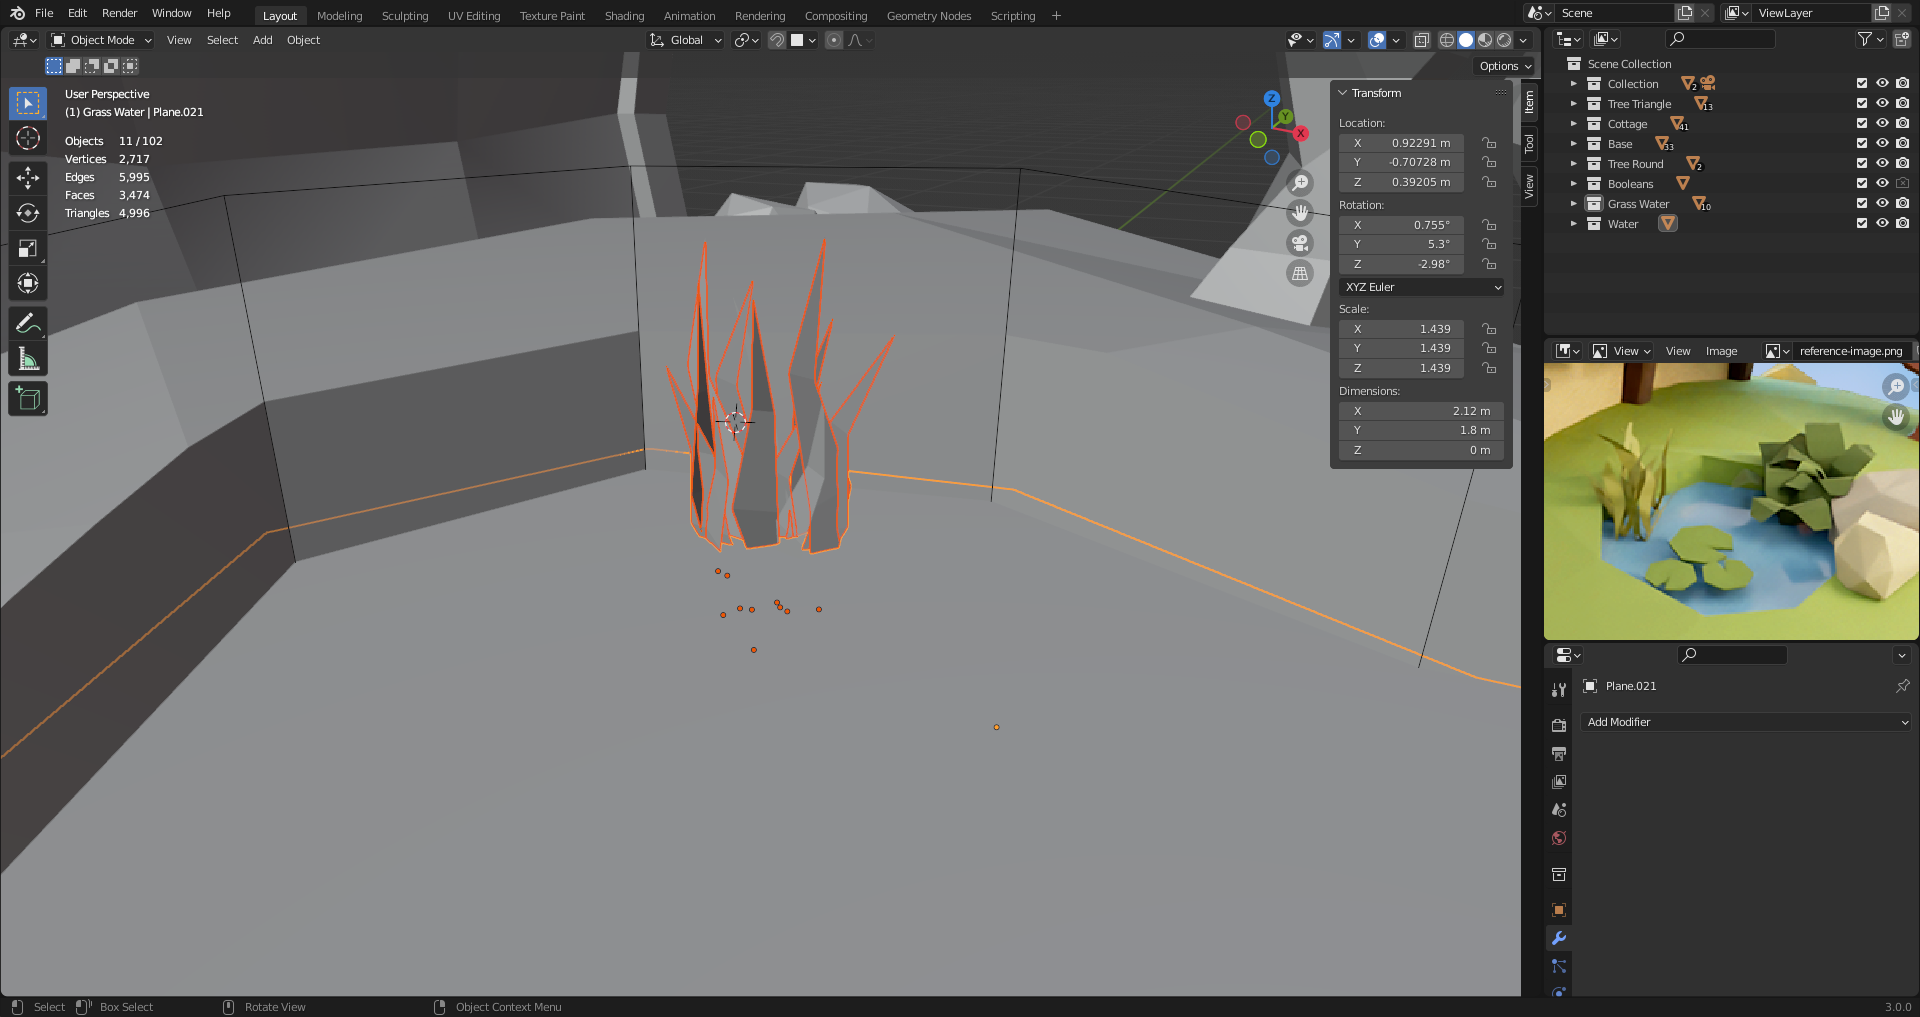 File Edit Render Window Help Layout Modeling Sculpting UV Editing Texture Paint Shading Animation Rendering Compositing Geometry Nodes Scripting + Scene ViewLayer
Object Mode View Select Add Object Global
Options
User Perspective
(1) Grass Water | Plane.021
Objects 11 / 102
Vertices 2,717
Edges 5,995
Faces 3,474
Triangles 4,996
Z
Y
X
Transform
Location:
X 0.92291 m
Y -0.70728 m
Z 0.39205 m
Rotation:
X 0.755°
Y 5.3°
Z -2.98°
XYZ Euler
Scale:
X 1.439
Y 1.439
Z 1.439
Dimensions:
X 2.12 m
Y 1.8 m
Z 0 m
Item
Tool
View
Scene Collection
Collection 2
Tree Triangle 13
Cottage 41
Base 33
Tree Round 2
Booleans
Grass Water 10
Water
View View Image reference-image.png
Plane.021
Add Modifier
Select Box Select Rotate View Object Context Menu 3.0.0